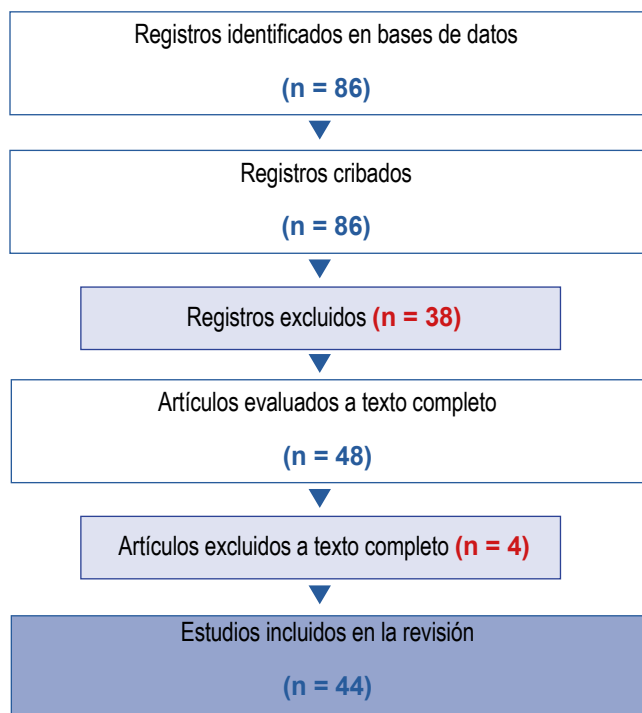 Registros identificados en bases de datos
(n = 86)
Registros cribados
(n = 86)
Registros excluidos (n = 38)
Artículos evaluados a texto completo
(n = 48)
Artículos excluidos a texto completo (n = 4)
Estudios incluidos en la revisión
(n = 44)